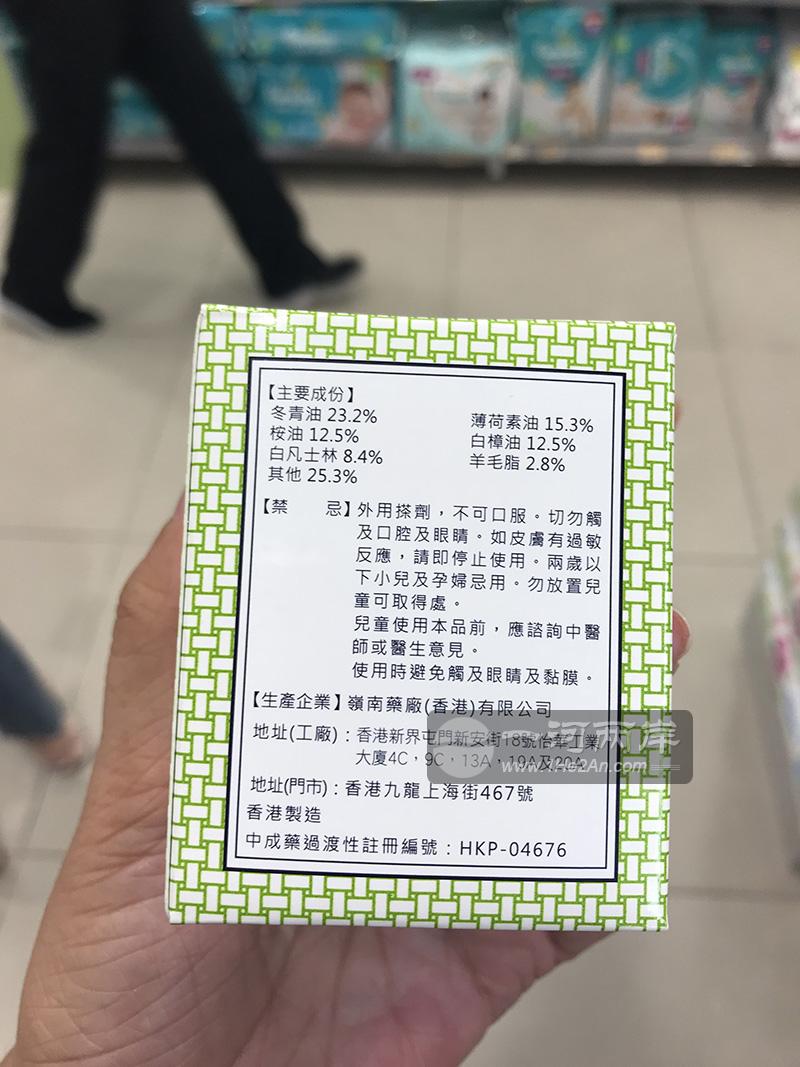 【主要成份】
冬青油 23.2% 薄荷素油 15.3%
桉油 12.5% 白樟油 12.5%
白凡士林 8.4% 羊毛脂 2.8%
其他 25.3%
【禁 忌】外用搽劑，不可口服。切勿觸
及口腔及眼睛。如皮膚有過敏
反應，請即停止使用。兩歲以
下小兒及孕婦忌用。勿放置兒
童可取得處。
兒童使用本品前，應諮詢中醫
師或醫生意見。
使用時避免觸及眼睛及黏膜。
【生產企業】嶺南藥廠(香港)有限公司
地址(工廠)：香港新界屯門新安街18號怡華工業
大廈4C，9C，13A，19A及20A
地址(門市)：香港九龍上海街467號
香港製造
中成藥過渡性註冊編號：HKP-04676
河两岸
www.HezAn.com